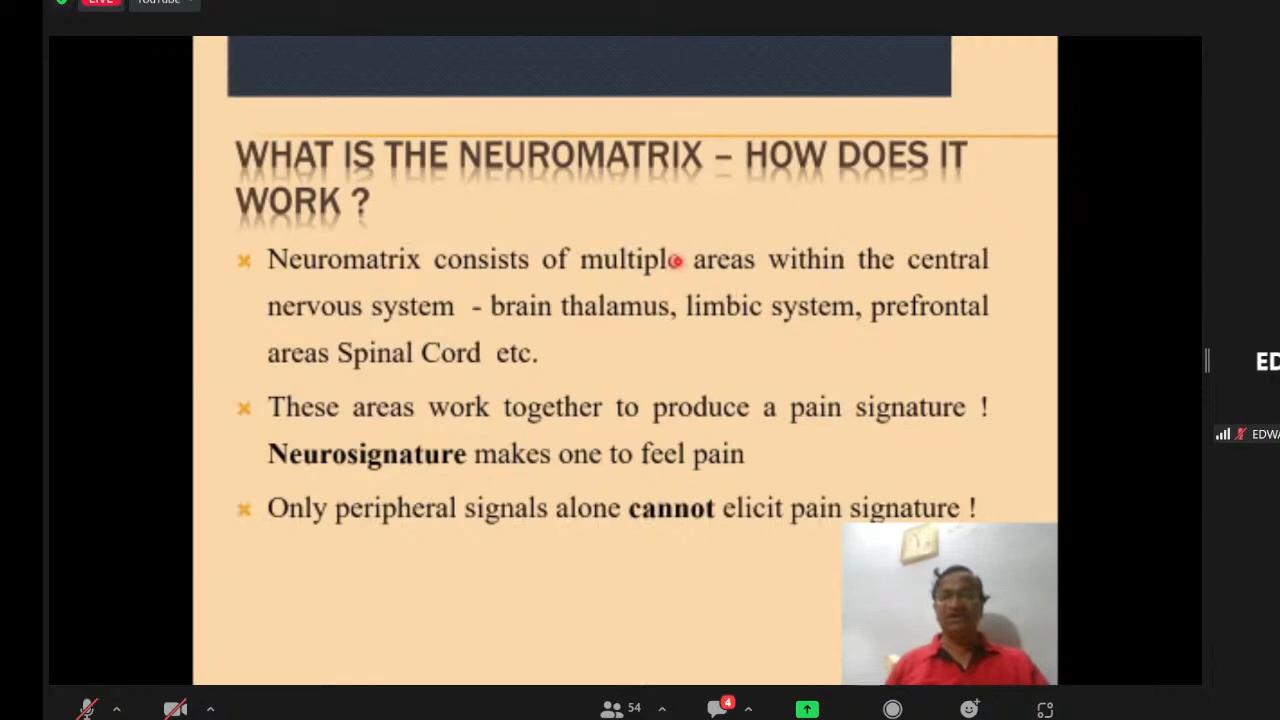 LIVE
YouTube
WHAT IS THE NEUROMATRIX – HOW DOES IT
WORK ?
Neuromatrix consists of multiple areas within the central
nervous system - brain thalamus, limbic system, prefrontal
areas Spinal Cord etc.
These areas work together to produce a pain signature !
Neurosignature makes one to feel pain
Only peripheral signals alone cannot elicit pain signature !
ED
EDWA
54
4